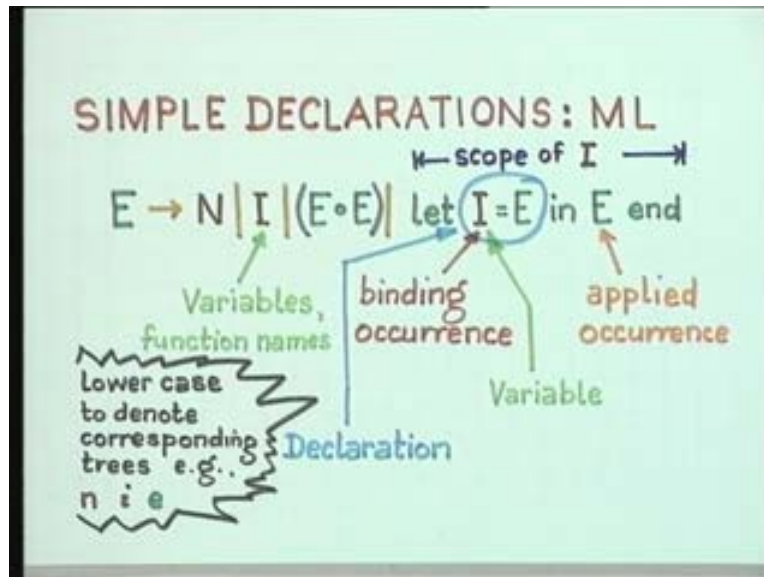 SIMPLE DECLARATIONS: ML
scope of I
E → N | I | (E∘E) | let I = E in E end
Variables,
function names
binding
occurrence
applied
occurrence
Variable
Declaration
Lower case
to denote
corresponding
trees e.g..
n i e